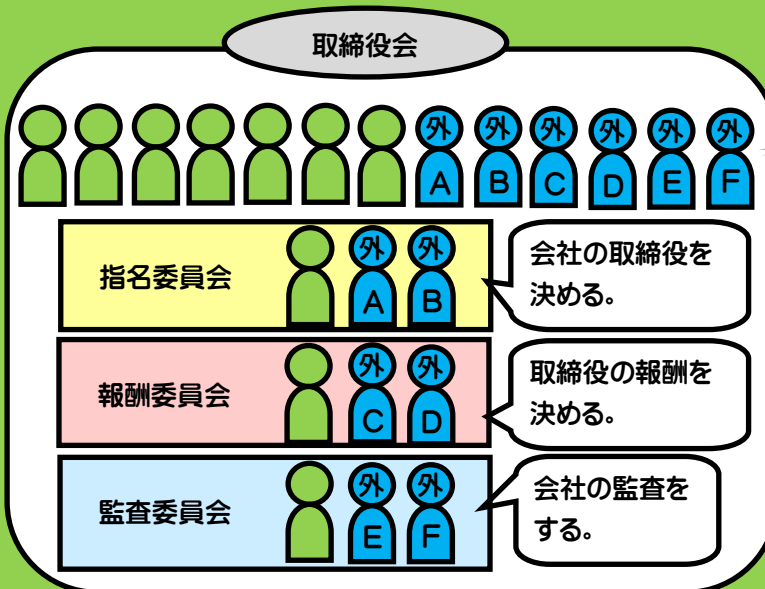 取締役会
外 外 外 外 外 外
A B C D E F
指名委員会
外 外
A B
会社の取締役を
決める。
報酬委員会
外 外
C D
取締役の報酬を
決める。
監査委員会
外 外
E F
会社の監査を
する。